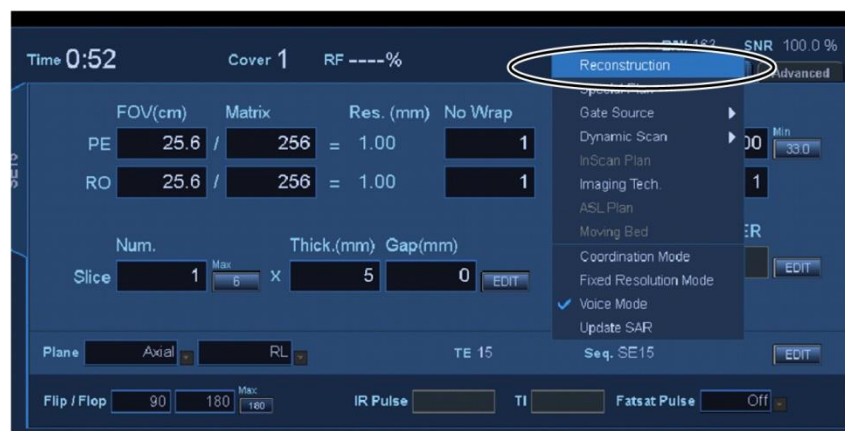 Time 0:52 Cover 1 RF ----% SNR 100.0 %
Reconstruction
Advanced
Special Plan
FOV(cm) Matrix Res. (mm) No Wrap Gate Source
PE 25.6 / 256 = 1.00 1 Dynamic Scan 00 Min 33.0
InScan Plan
RO 25.6 / 256 = 1.00 1 Imaging Tech. 1
ASL Plan
Moving Bed ER
Num. Thick.(mm) Gap(mm) Coordination Mode
Slice 1 Max 6 X 5 0 EDIT Fixed Resolution Mode EDIT
Voice Mode
Update SAR
Plane Axial RL TE 15 Seq. SE15 EDIT
Flip / Flop 90 180 Max 180 IR Pulse TI Fatsat Pulse Off